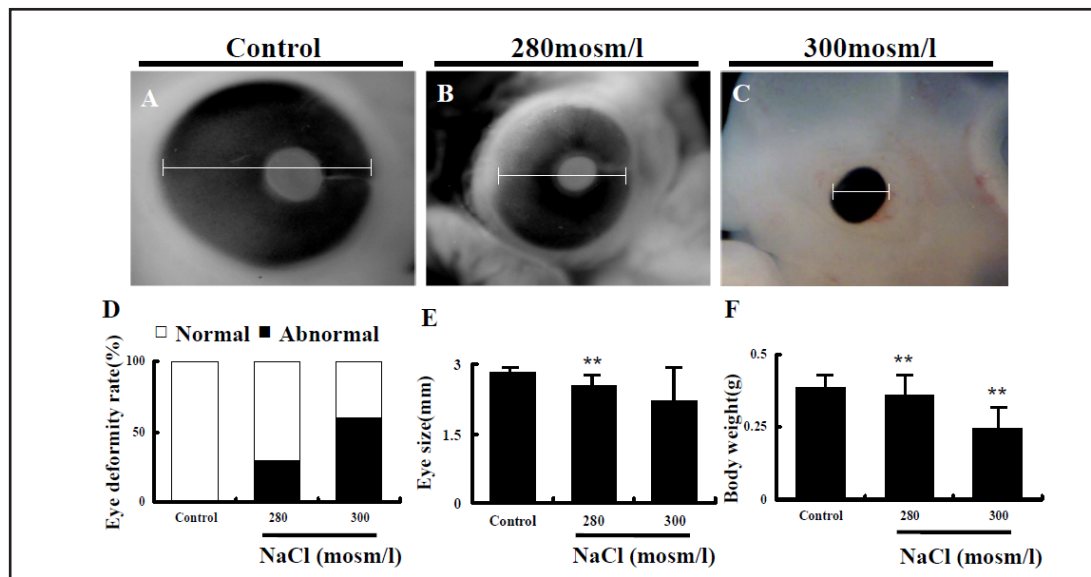 Control 280mosm/l 300mosm/l
A B C
D
□ Normal ■ Abnormal
Eye deformity rate(%)
100
50
0
Control 280 300
NaCl (mosm/l)
E
Eye size(mm)
3
1.5
0
**
Control 280 300
NaCl (mosm/l)
F
Body weight(g)
0.5
0.25
0
**
**
Control 280 300
NaCl (mosm/l)